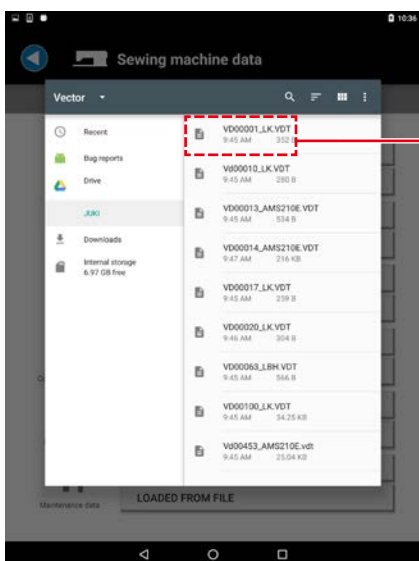 10:36
Sewing machine data
Vector
Recent
Bug reports
Drive
JUKI
Downloads
Internal storage
6.97 GB free
VD00001_LK.VDT
9:45 AM 352 B
Vd00010_LK.VDT
9:45 AM 280 B
VD00013_AMS210E.VDT
9:45 AM 534 B
VD00014_AMS210E.VDT
9:47 AM 216 KB
VD00017_LK.VDT
9:45 AM 259 B
VD00020_LK.VDT
9:46 AM 304 B
VD00063_LBH.VDT
9:45 AM 566 B
VD00100_LK.VDT
9:45 AM 34.25 KB
Vd00453_AMS210E.vdt
9:45 AM 25.04 KB
LOADED FROM FILE
Maintenance data